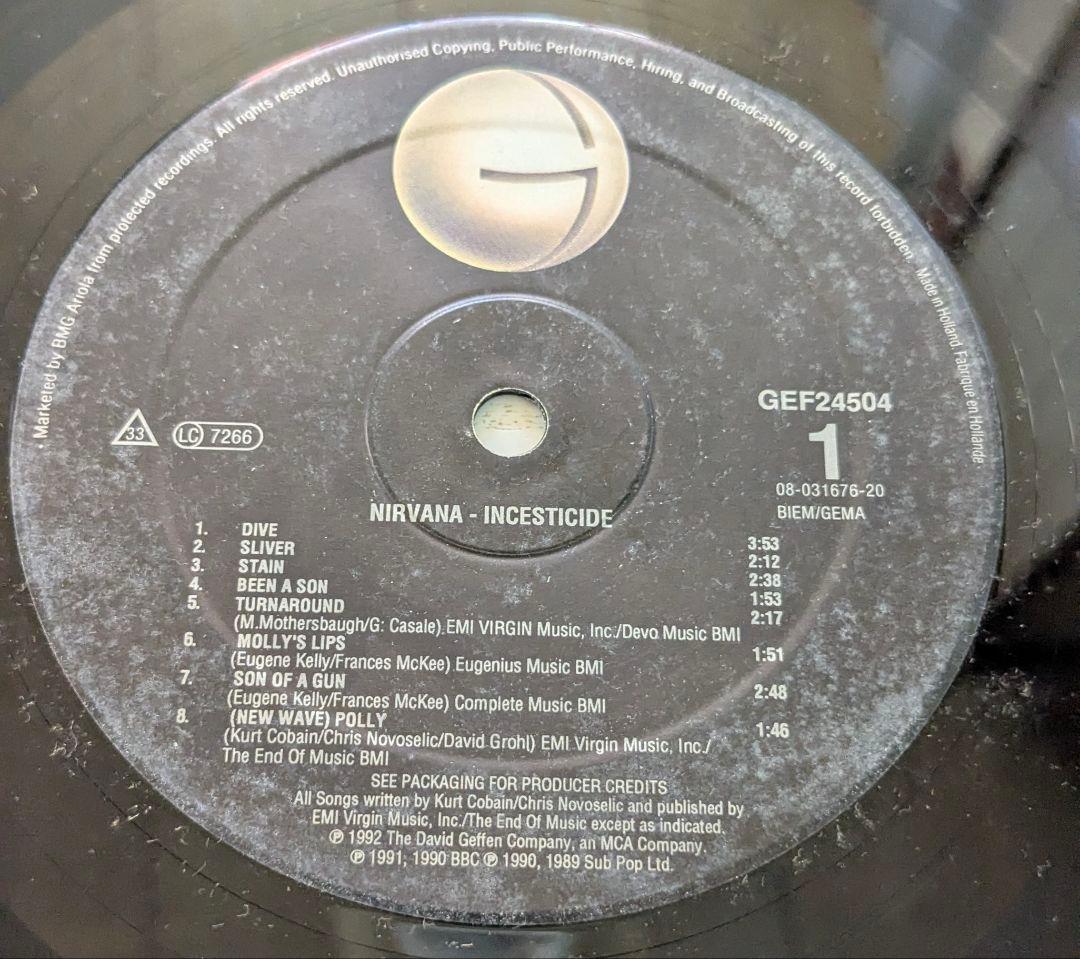 • Marketed by BMG Ariola from protected recordings. All rights reserved. Unauthorised Copying, Public Performance, Hiring, and Broadcasting of this record forbidden. Made in Holland. Fabriqué en Hollande
G
33
LC 7266
GEF24504
1
08-031676-20
BIEM/GEMA
NIRVANA - INCESTICIDE
1. DIVE 3:53
2. SLIVER 2:12
3. STAIN 2:38
4. BEEN A SON 1:53
5. TURNAROUND 2:17
(M.Mothersbaugh/G. Casale) EMI VIRGIN Music, Inc./Devo Music BMI
6. MOLLY'S LIPS 1:51
(Eugene Kelly/Frances McKee) Eugenius Music BMI
7. SON OF A GUN 2:48
(Eugene Kelly/Frances McKee) Complete Music BMI
8. (NEW WAVE) POLLY 1:46
(Kurt Cobain/Chris Novoselic/David Grohl) EMI Virgin Music, Inc./
The End Of Music BMI
SEE PACKAGING FOR PRODUCER CREDITS
All Songs written by Kurt Cobain/Chris Novoselic and published by
EMI Virgin Music, Inc./The End Of Music except as indicated.
℗ 1992 The David Geffen Company, an MCA Company.
℗ 1991, 1990 BBC ℗ 1990, 1989 Sub Pop Ltd.